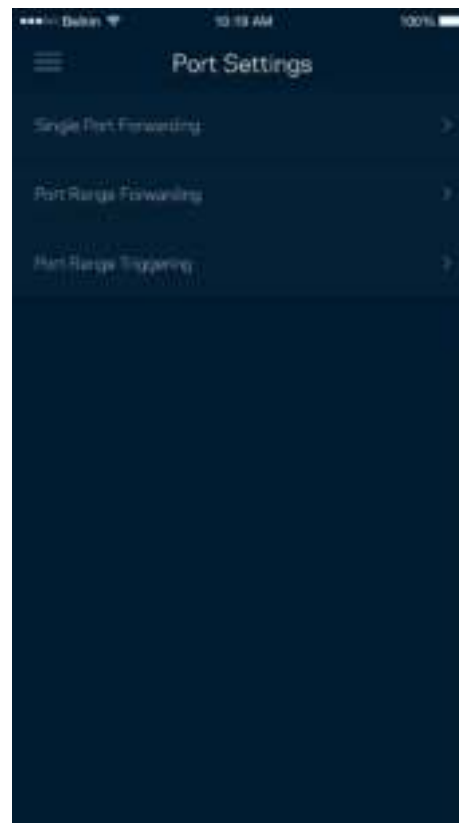 Belkin 10:19 AM 100%
Port Settings
Single Port Forwarding
Port Range Forwarding
Port Range Triggering